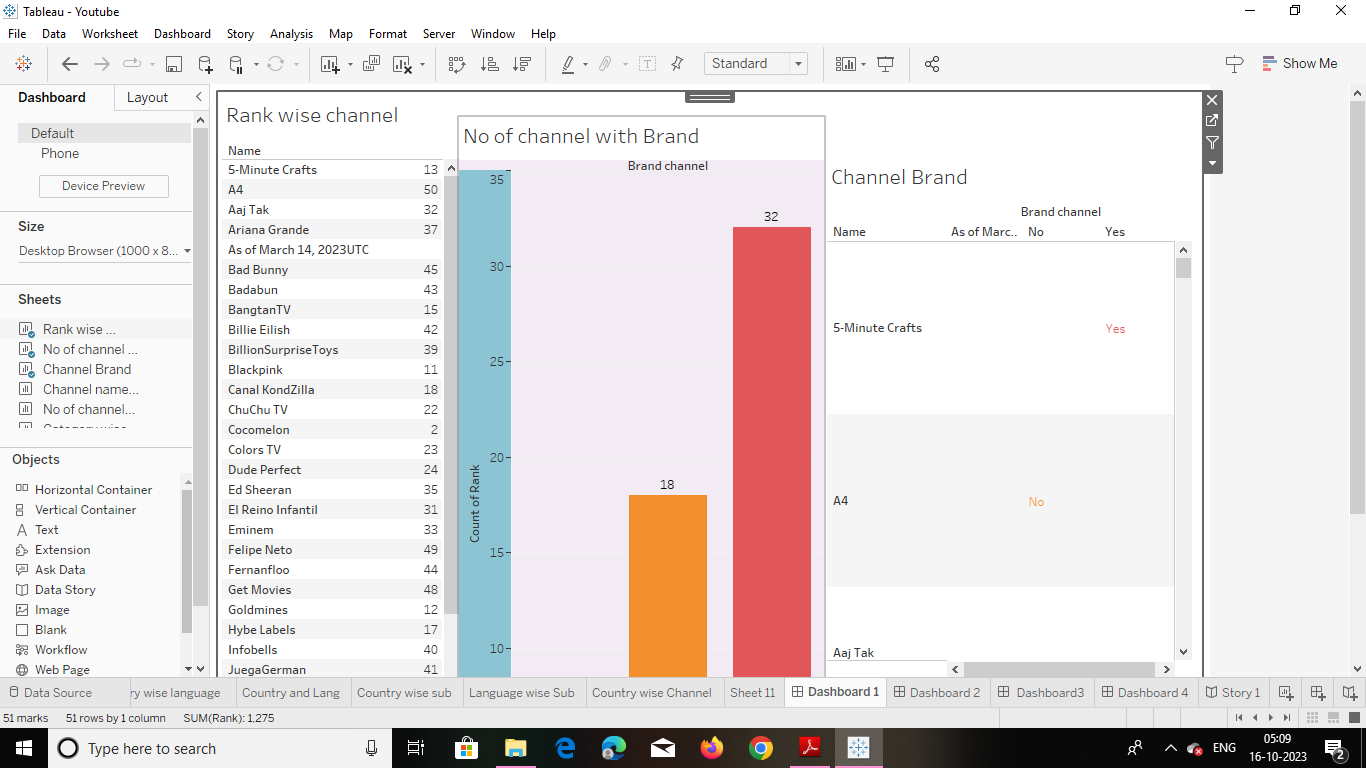 Tableau - Youtube
File Data Worksheet Dashboard Story Analysis Map Format Server Window Help
Standard
Show Me
Dashboard Layout
Default
Phone
Device Preview
Size
Desktop Browser (1000 x 8...
Sheets
Rank wise ...
No of channel ...
Channel Brand
Channel name...
No of channel...
Objects
Horizontal Container
Vertical Container
Text
Extension
Ask Data
Data Story
Image
Blank
Workflow
Web Page
Rank wise channel
Name
5-Minute Crafts 13
A4 50
Aaj Tak 32
Ariana Grande 37
As of March 14, 2023UTC
Bad Bunny 45
Badabun 43
BangtanTV 15
Billie Eilish 42
BillionSurpriseToys 39
Blackpink 11
Canal KondZilla 18
ChuChu TV 22
Cocomelon 2
Colors TV 23
Dude Perfect 24
Ed Sheeran 35
El Reino Infantil 31
Eminem 33
Felipe Neto 49
Fernanfloo 44
Get Movies 48
Goldmines 12
Hybe Labels 17
Infobells 40
JuegaGerman 41
No of channel with Brand
Brand channel
35
30
25
20
15
10
Count of Rank
18
32
Channel Brand
Brand channel
Name As of Marc.. No Yes
5-Minute Crafts Yes
A4 No
Aaj Tak
Data Source ry wise language Country and Lang Country wise sub Language wise Sub Country wise Channel Sheet 11 Dashboard 1 Dashboard 2 Dashboard3 Dashboard 4 Story 1
51 marks 51 rows by 1 column SUM(Rank): 1,275
Type here to search
ENG
05:09
16-10-2023
2